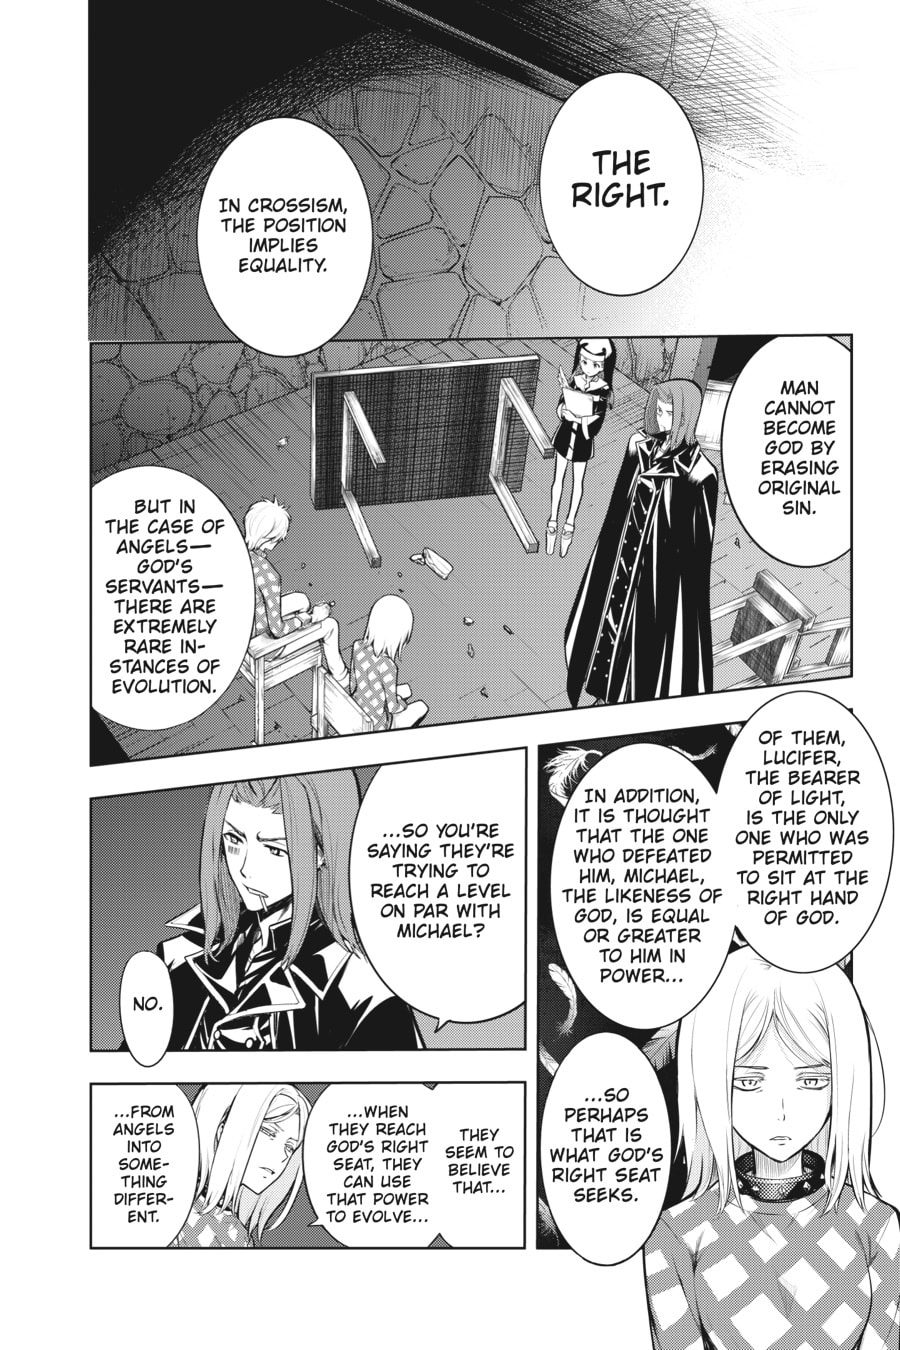 THE
RIGHT.
IN CROSSISM,
THE POSITION
IMPLIES
EQUALITY.
MAN
CANNOT
BECOME
GOD BY
ERASING
ORIGINAL
SIN.
BUT IN
THE CASE OF
ANGELS—
GOD'S
SERVANTS—
THERE ARE
EXTREMELY
RARE IN-
STANCES OF
EVOLUTION.
OF THEM,
LUCIFER,
THE BEARER
OF LIGHT,
IS THE ONLY
ONE WHO WAS
PERMITTED
TO SIT AT THE
RIGHT HAND
OF GOD.
IN ADDITION,
IT IS THOUGHT
THAT THE ONE
WHO DEFEATED
HIM, MICHAEL,
THE LIKENESS OF
GOD, IS EQUAL
OR GREATER
TO HIM IN
POWER...
...SO
PERHAPS
THAT IS
WHAT GOD'S
RIGHT SEAT
SEEKS.
...SO YOU'RE
SAYING THEY'RE
TRYING TO
REACH A LEVEL
ON PAR WITH
MICHAEL?
NO.
THEY
SEEM TO
BELIEVE
THAT...
...WHEN
THEY REACH
GOD'S RIGHT
SEAT, THEY
CAN USE
THAT POWER
TO EVOLVE...
...FROM
ANGELS
INTO
SOME-
THING
DIFFER-
ENT.